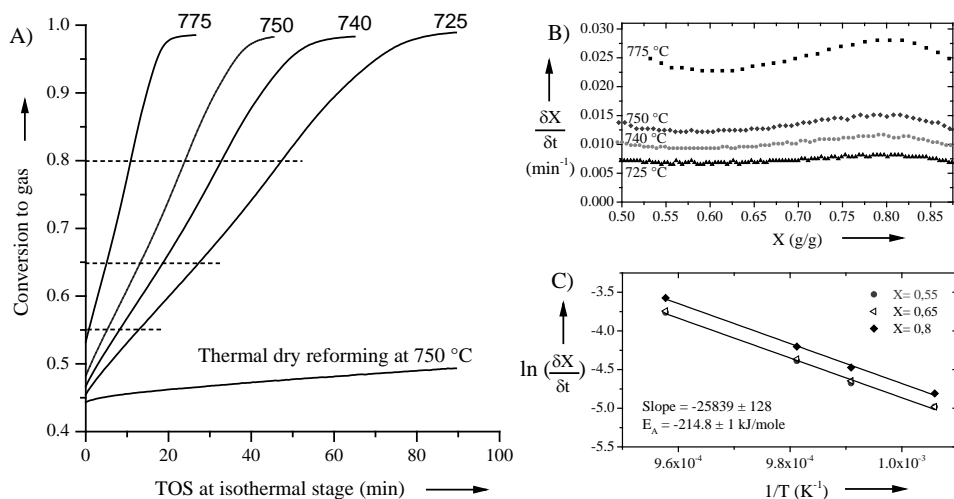 A)
775 750 740 725
1.0
0.9
0.8
0.7
0.6
0.5
0.4
Conversion to gas
Thermal dry reforming at 750 °C
0 20 40 60 80 100
TOS at isothermal stage (min)
B)
0.030
0.025
0.020
0.015
0.010
0.005
0.000
δX
δt
(min⁻¹)
775 °C
750 °C
740 °C
725 °C
0.50 0.55 0.60 0.65 0.70 0.75 0.80 0.85
X (g/g)
C)
-3.5
-4.0
-4.5
-5.0
-5.5
ln (δX/δt)
X= 0,55
X= 0,65
X= 0,8
Slope = -25839 ± 128
E_A = -214.8 ± 1 kJ/mole
9.6x10⁻⁴ 9.8x10⁻⁴ 1.0x10⁻³
1/T (K⁻¹)